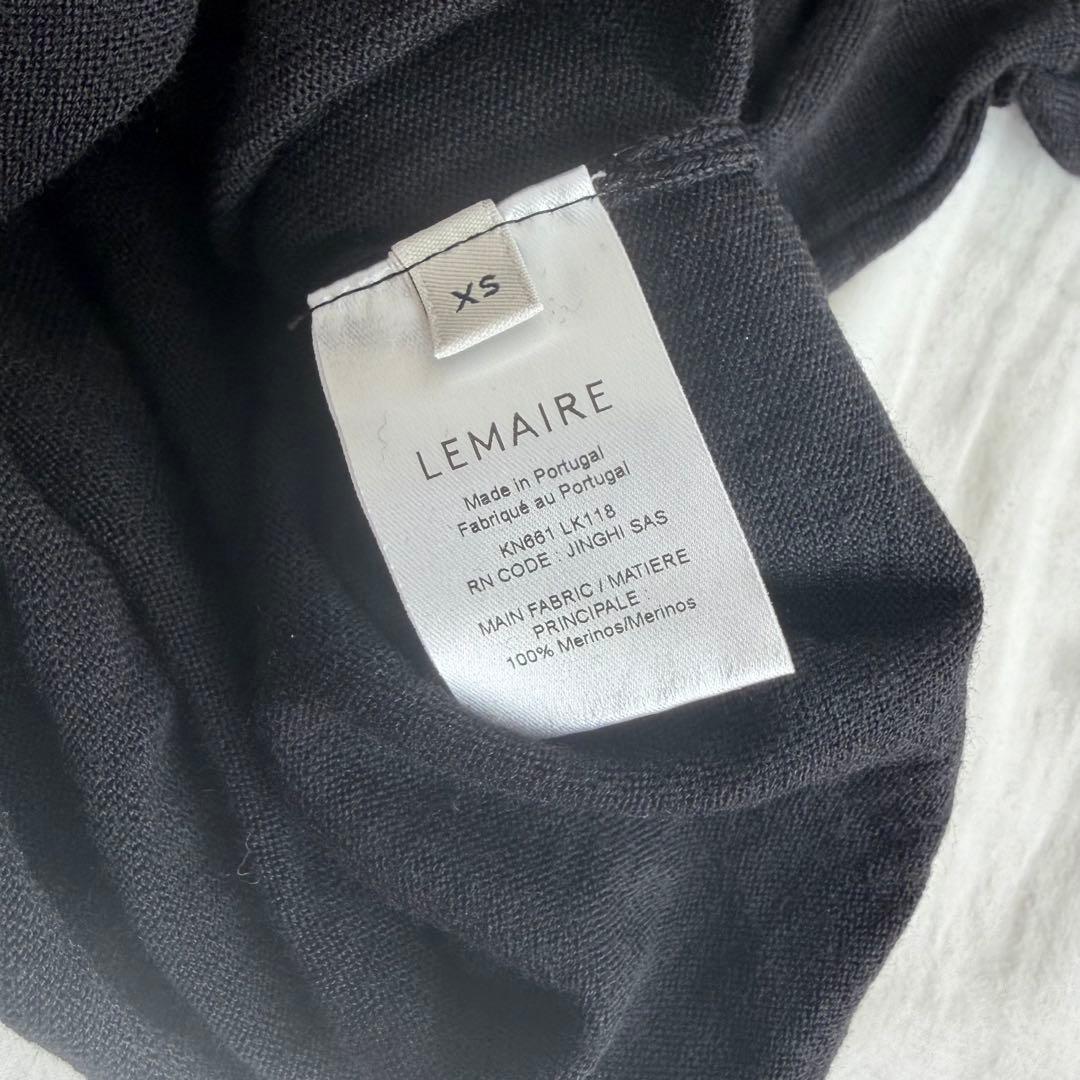 XS
LEMAIRE
Made in Portugal
Fabriqué au Portugal
KN661 LK118
RN CODE : JINGHI SAS
MAIN FABRIC / MATIERE
PRINCIPALE :
100% Merinos/Merinos